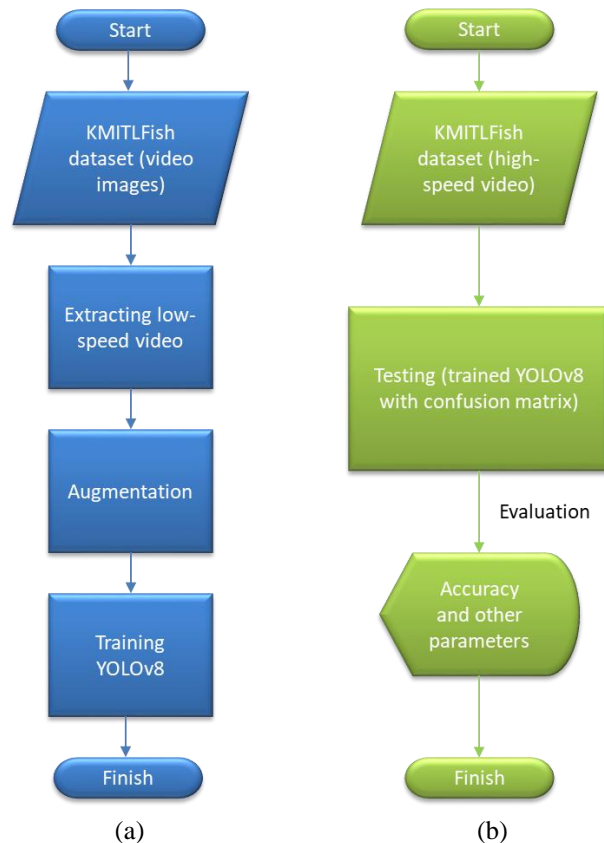 Start
KMITLFish
dataset (video
images)
Extracting low-
speed video
Augmentation
Training
YOLOv8
Finish
(a)
Start
KMITLFish
dataset (high-
speed video)
Testing (trained YOLOv8
with confusion matrix)
Evaluation
Accuracy
and other
parameters
Finish
(b)